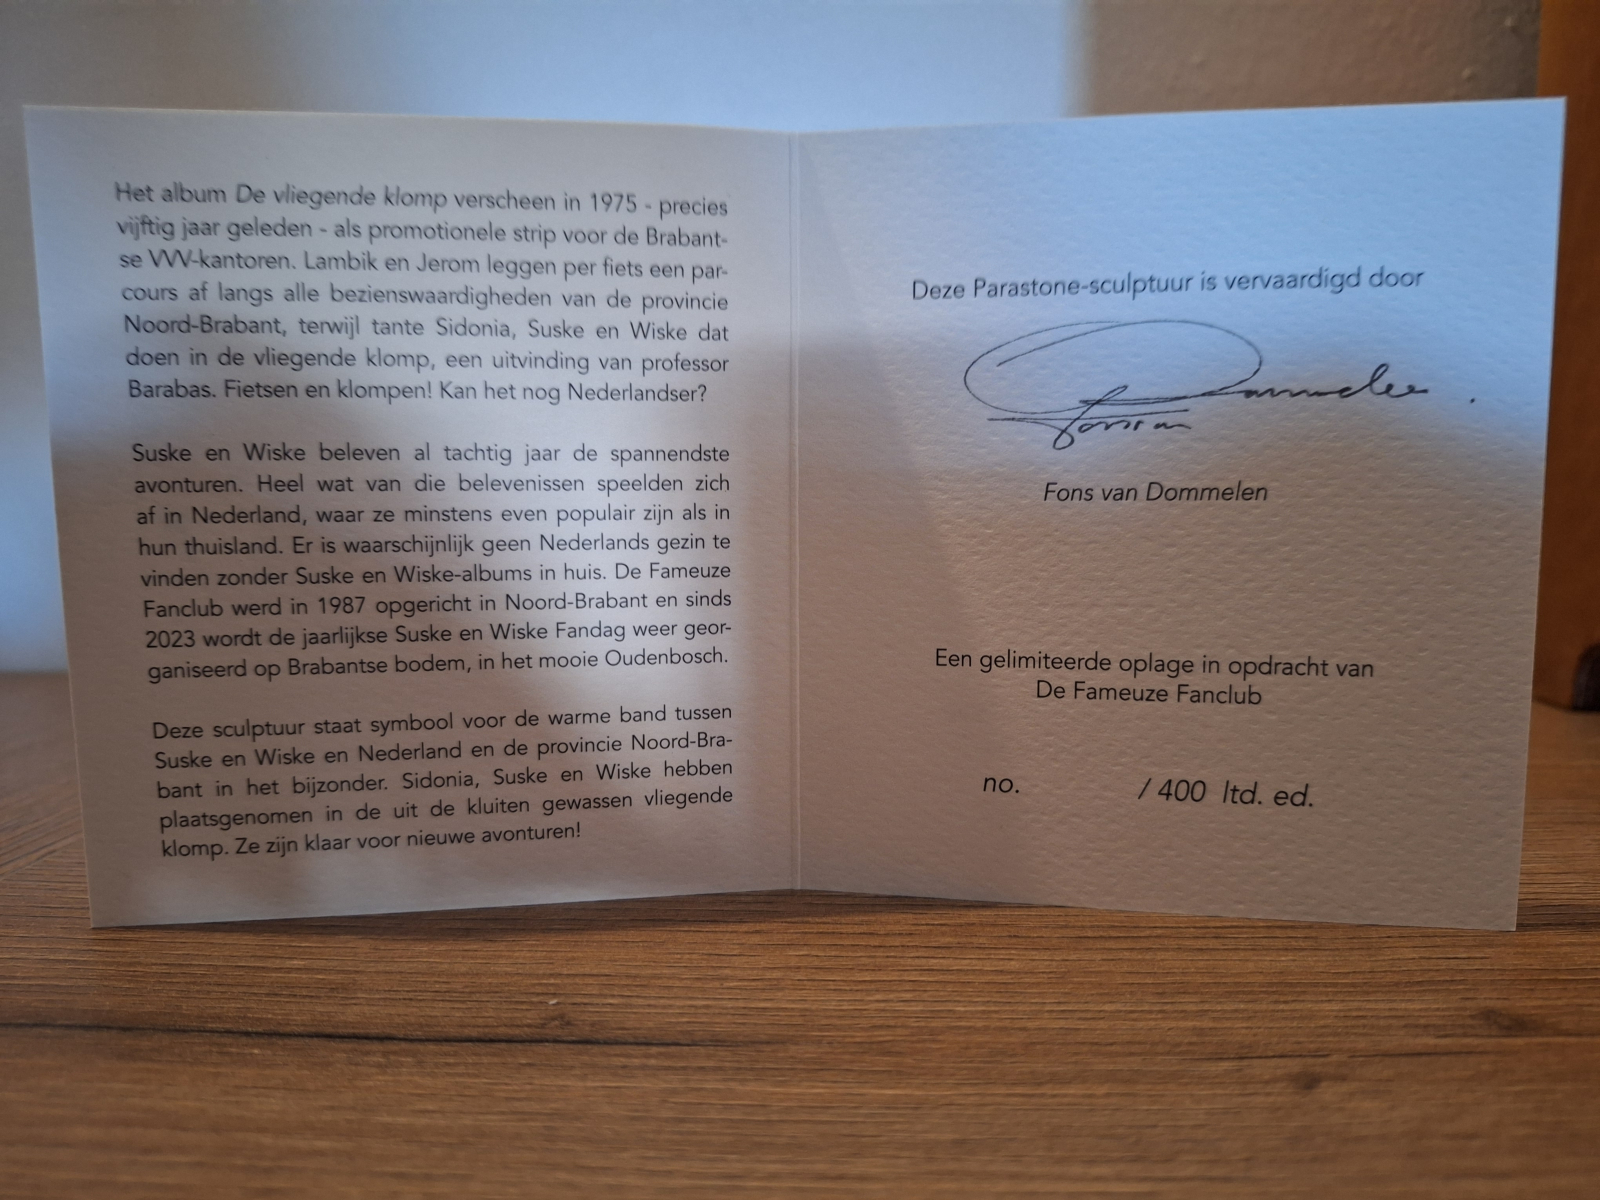 Het album De vliegende klomp verscheen in 1975 - precies
vijftig jaar geleden - als promotionele strip voor de Brabant-
se VVV-kantoren. Lambik en Jerom leggen per fiets een par-
cours af langs alle bezienswaardigheden van de provincie
Noord-Brabant, terwijl tante Sidonia, Suske en Wiske dat
doen in de vliegende klomp, een uitvinding van professor
Barabas. Fietsen en klompen! Kan het nog Nederlandser?
Suske en Wiske beleven al tachtig jaar de spannendste
avonturen. Heel wat van die belevenissen speelden zich
af in Nederland, waar ze minstens even populair zijn als in
hun thuisland. Er is waarschijnlijk geen Nederlands gezin te
vinden zonder Suske en Wiske-albums in huis. De Fameuze
Fanclub werd in 1987 opgericht in Noord-Brabant en sinds
2023 wordt de jaarlijkse Suske en Wiske Fandag weer geor-
ganiseerd op Brabantse bodem, in het mooie Oudenbosch.
Deze sculptuur staat symbool voor de warme band tussen
Suske en Wiske en Nederland en de provincie Noord-Bra-
bant in het bijzonder. Sidonia, Suske en Wiske hebben
plaatsgenomen in de uit de kluiten gewassen vliegende
klomp. Ze zijn klaar voor nieuwe avonturen!
Deze Parastone-sculptuur is vervaardigd door
Fons van Dommelen
Een gelimiteerde oplage in opdracht van
De Fameuze Fanclub
no. / 400 ltd. ed.